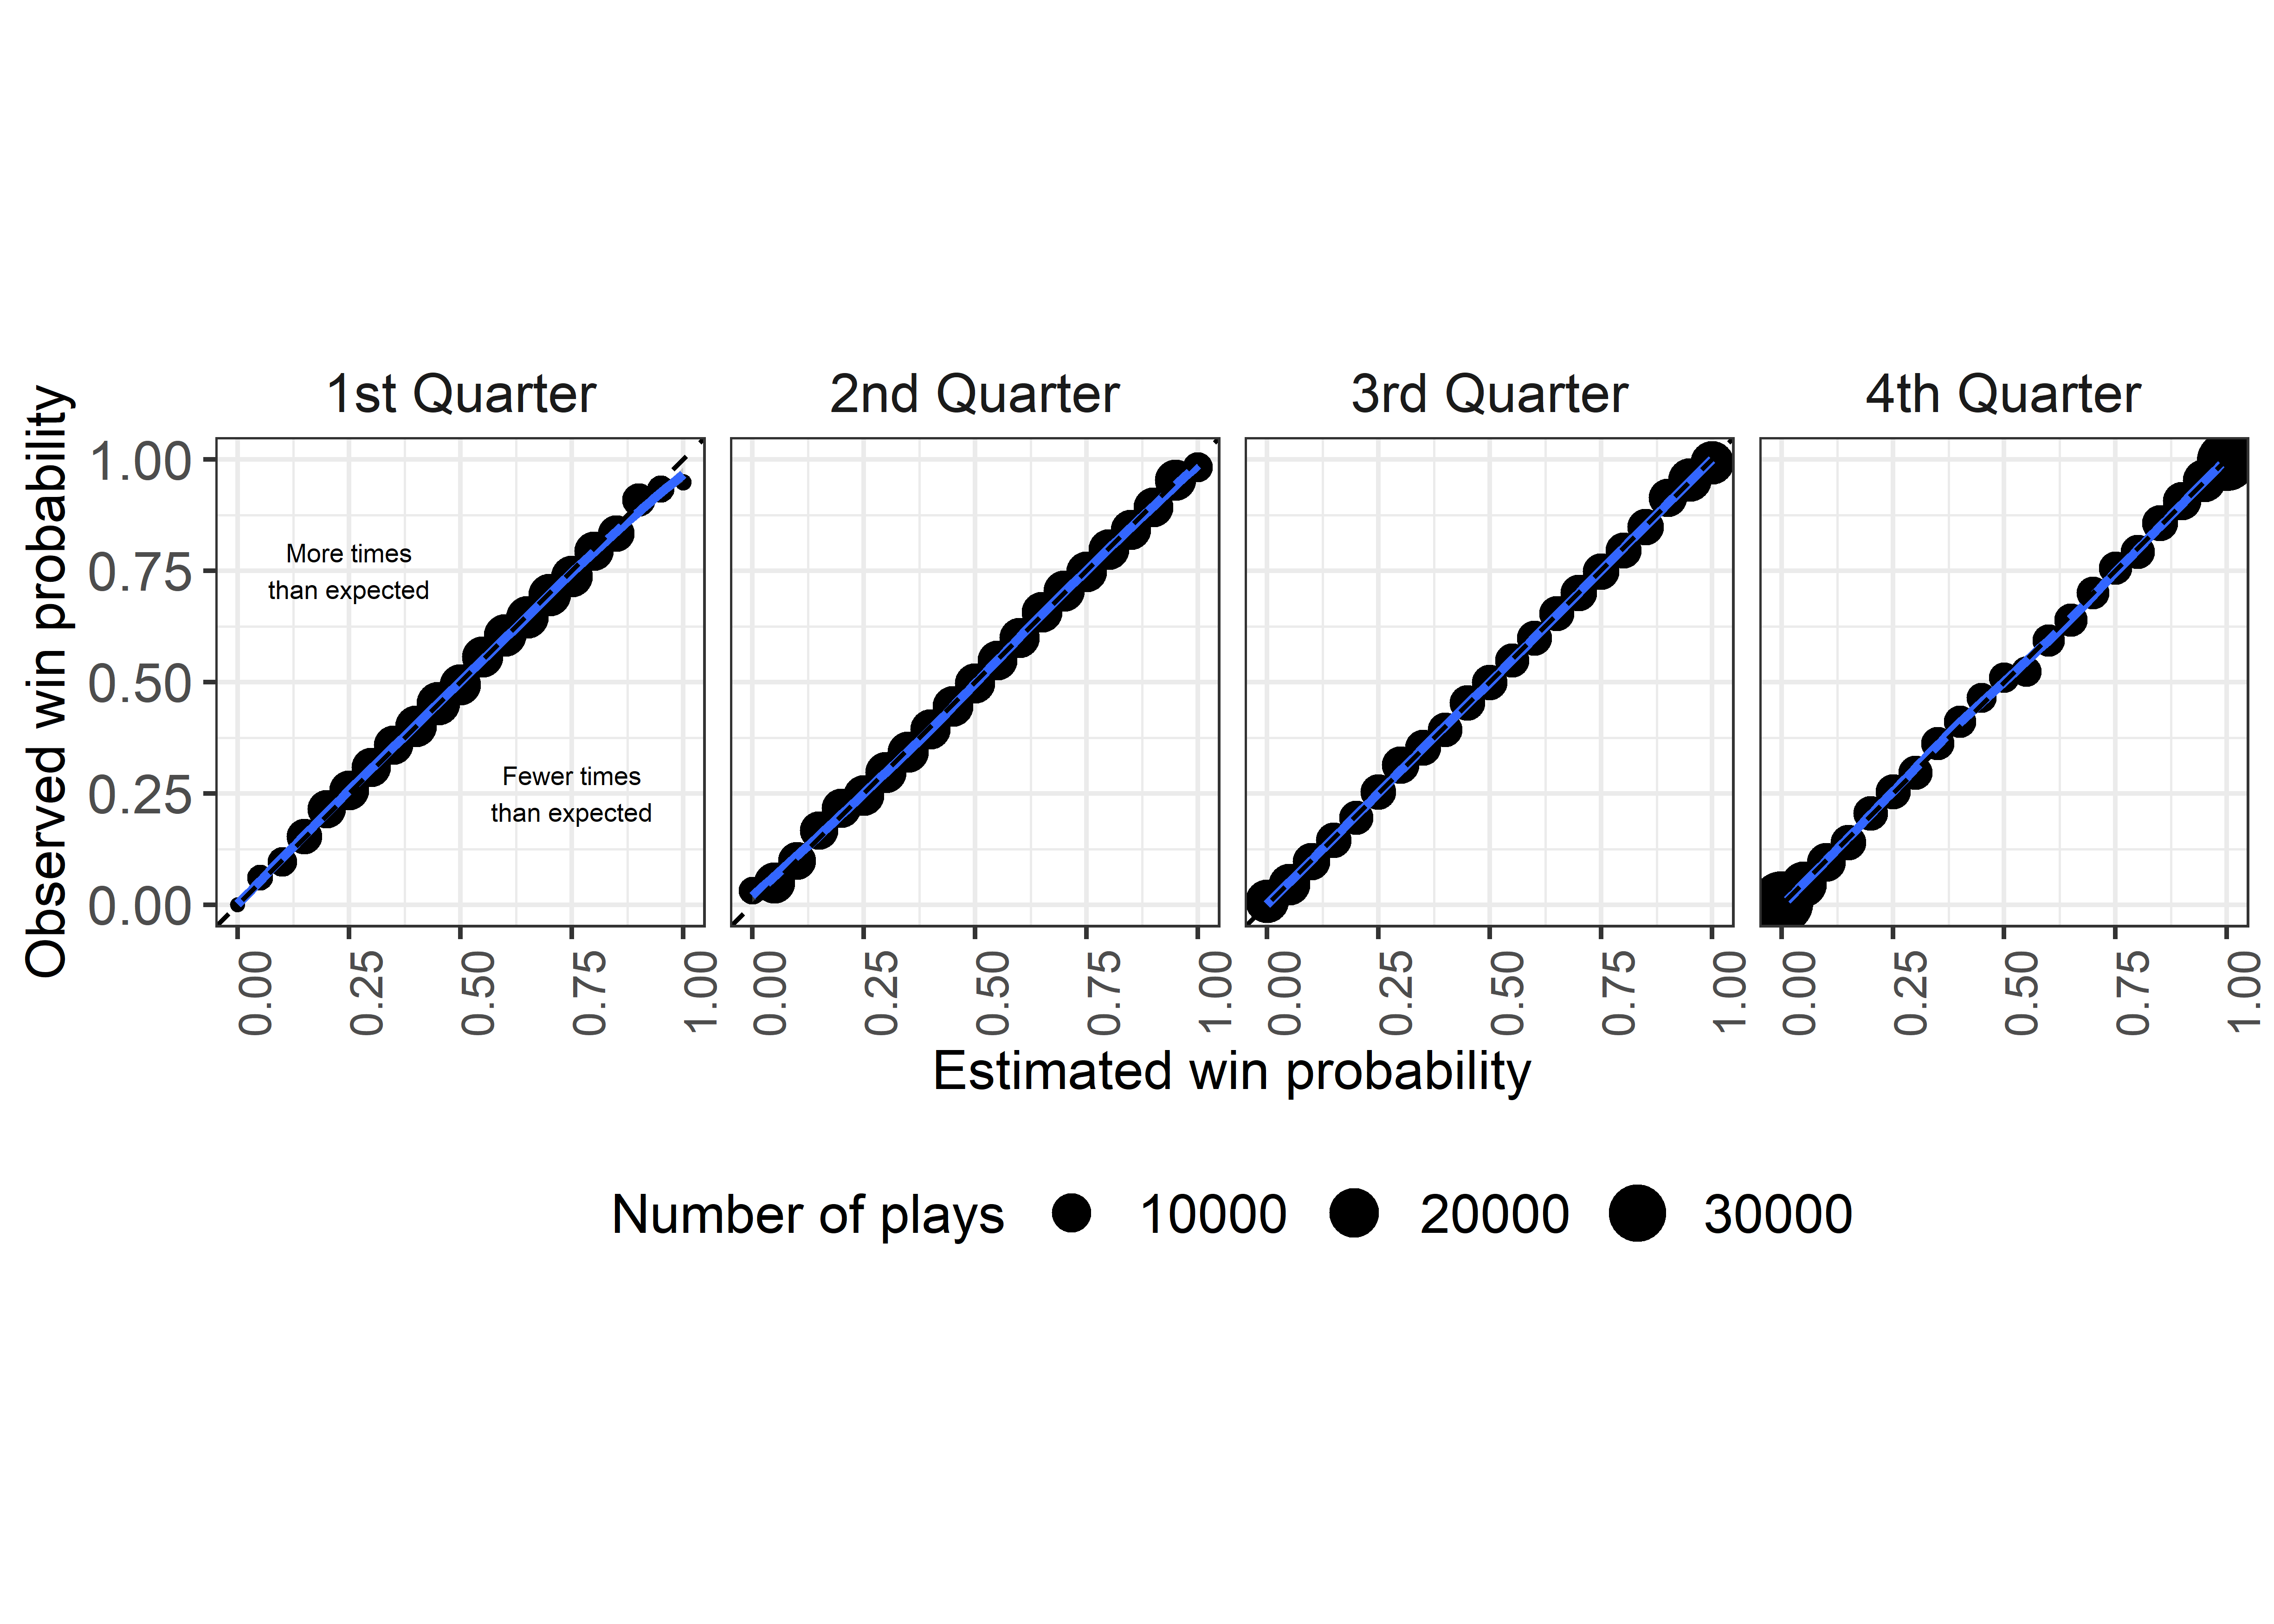 1st Quarter
2nd Quarter
3rd Quarter
4th Quarter
Observed win probability
1.00
0.75
0.50
0.25
0.00
More times
than expected
Fewer times
than expected
0.00 0.25 0.50 0.75 1.00
0.00 0.25 0.50 0.75 1.00
0.00 0.25 0.50 0.75 1.00
0.00 0.25 0.50 0.75 1.00
Estimated win probability
Number of plays 10000 20000 30000